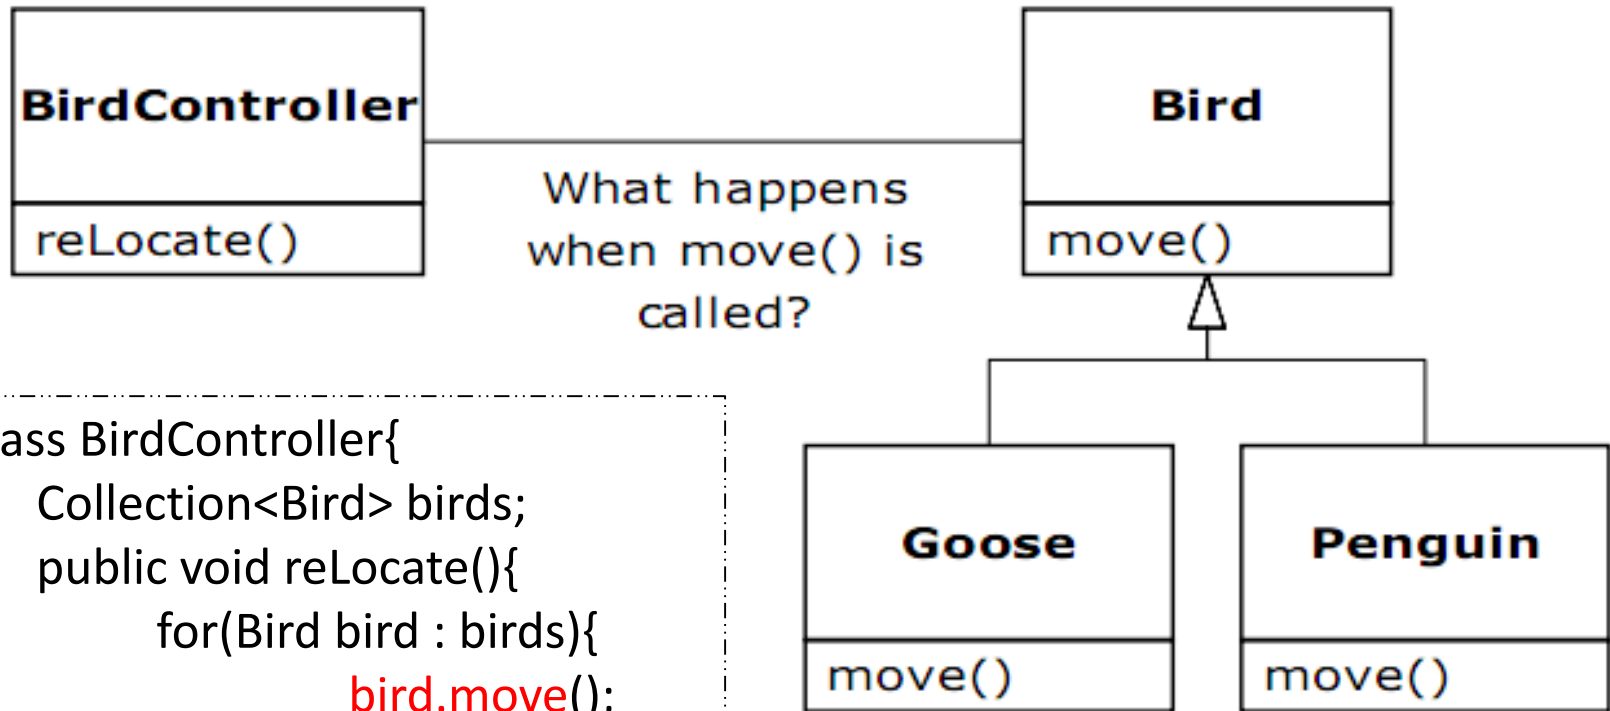 BirdController
reLocate()
What happens
when move() is
called?
Bird
move()
ass BirdController{
Collection<Bird> birds;
public void reLocate(){
for(Bird bird : birds){
bird.move();
Goose
move()
Penguin
move()